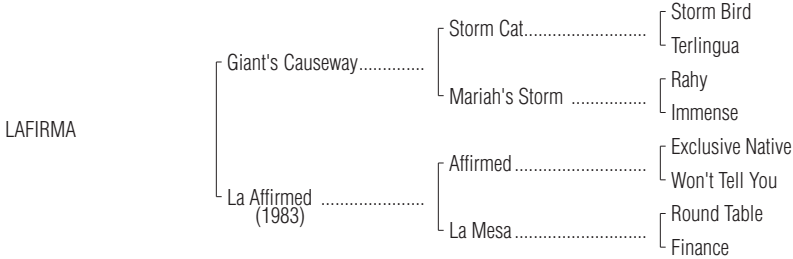 Storm Bird
Storm Cat..........................
Terlingua
Giant's Causeway..............
Rahy
Mariah's Storm ................
Immense
LAFIRMA
Exclusive Native
Affirmed............................
Won't Tell You
La Affirmed ......................
(1983)
Round Table
La Mesa............................
Finance